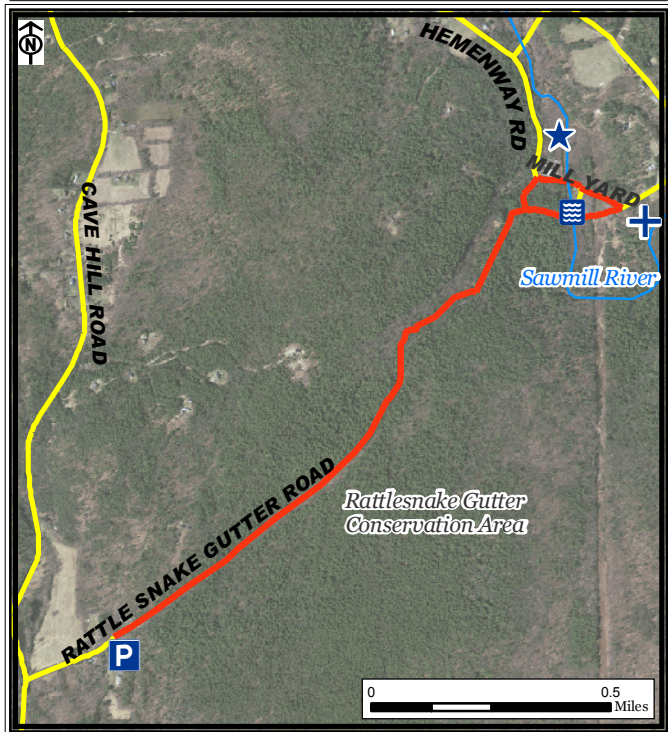 N
HEMENWAY RD
MILL YARD
CAVE HILL ROAD
Sawmill River
RATTLE SNAKE GUTTER ROAD
Rattlesnake Gutter
Conservation Area
P
0 0.5
Miles